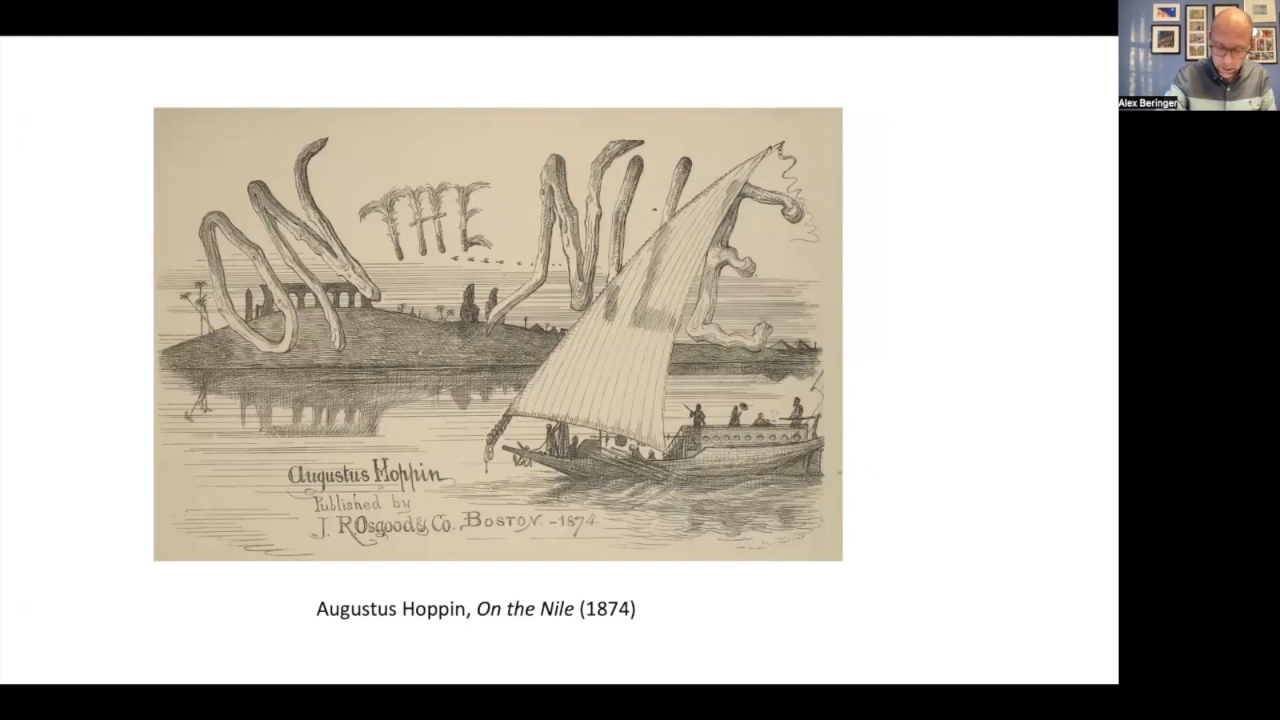 ON THE NILE
Augustus Hoppin
Published by
J. R. Osgood & Co. Boston. - 1874
Augustus Hoppin, On the Nile (1874)
Alex Beringer